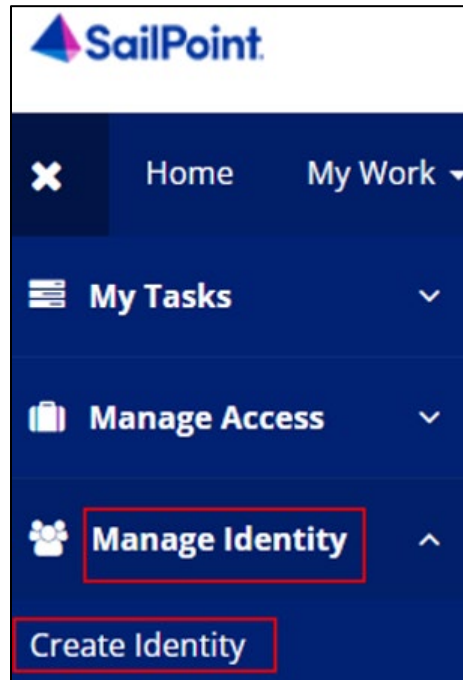 SailPoint.
Home My Work
My Tasks
Manage Access
Manage Identity
Create Identity